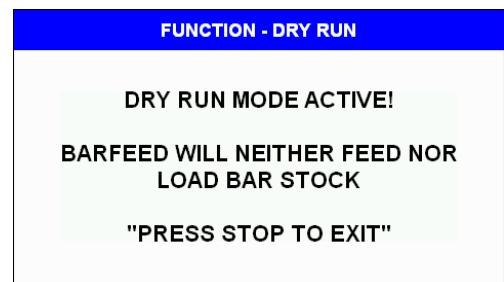 FUNCTION - DRY RUN
DRY RUN MODE ACTIVE!
BARFEED WILL NEITHER FEED NOR
LOAD BAR STOCK
"PRESS STOP TO EXIT"